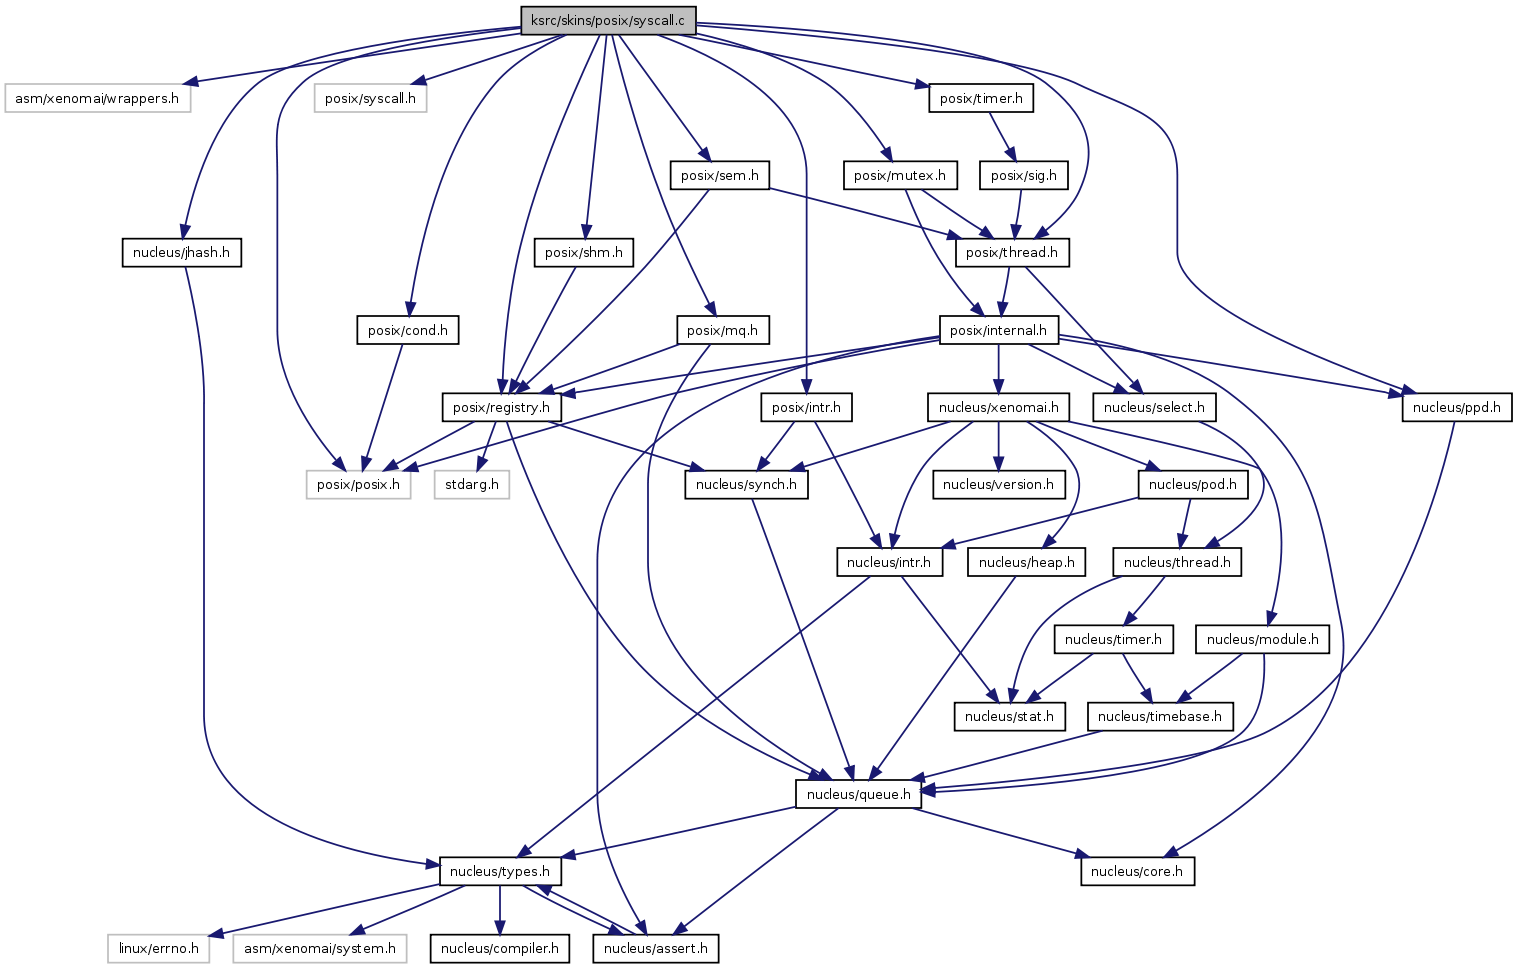 ksrc/skins/posix/syscall.c
asm/xenomai/wrappers.h
posix/syscall.h
posix/timer.h
posix/sem.h
posix/mutex.h
posix/sig.h
nucleus/jhash.h
posix/shm.h
posix/thread.h
posix/cond.h
posix/mq.h
posix/internal.h
posix/registry.h
posix/intr.h
nucleus/xenomai.h
nucleus/select.h
nucleus/ppd.h
posix/posix.h
stdarg.h
nucleus/synch.h
nucleus/version.h
nucleus/pod.h
nucleus/intr.h
nucleus/heap.h
nucleus/thread.h
nucleus/timer.h
nucleus/module.h
nucleus/stat.h
nucleus/timebase.h
nucleus/queue.h
nucleus/types.h
nucleus/core.h
linux/errno.h
asm/xenomai/system.h
nucleus/compiler.h
nucleus/assert.h